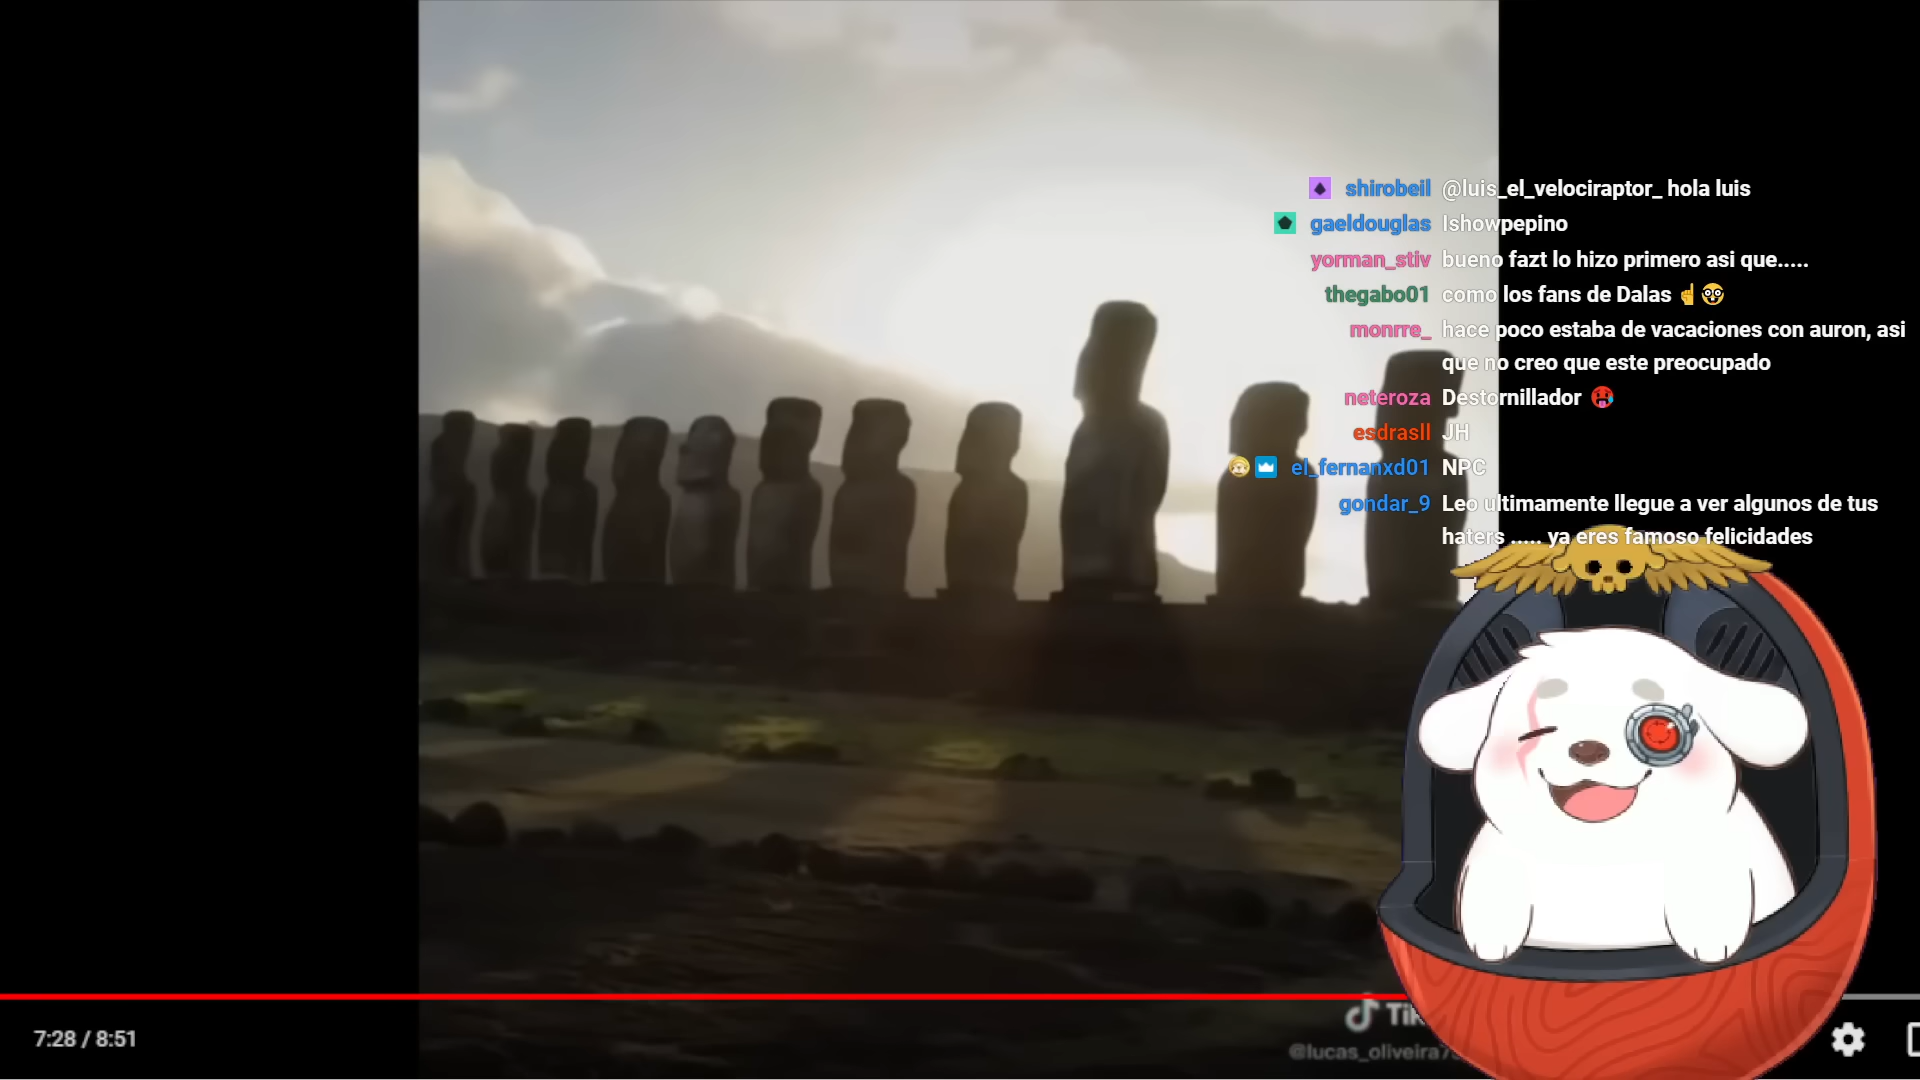 shirobeil @luis_el_velociraptor_ hola luis
gaeldouglas Ishowpepino
yorman_stiv bueno fazt lo hizo primero asi que.....
thegabo01 como los fans de Dalas ☝️🤓
monrre_ hace poco estaba de vacaciones con auron, asi
que no creo que este preocupado
neteroza Destornillador 🥵
esdrasll JH
el_fernanxd01 NPC
gondar_9 Leo ultimamente llegue a ver algunos de tus
haters ..... ya eres famoso felicidades
7:28 / 8:51